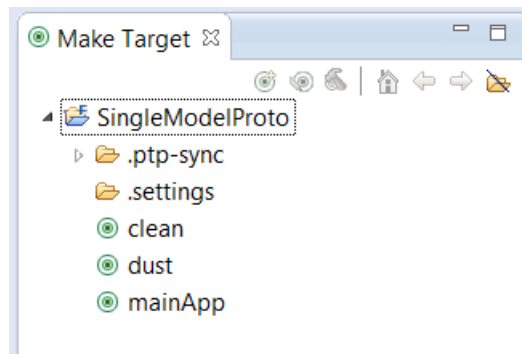 Make Target
SingleModelProto
.ptp-sync
.settings
clean
dust
mainApp